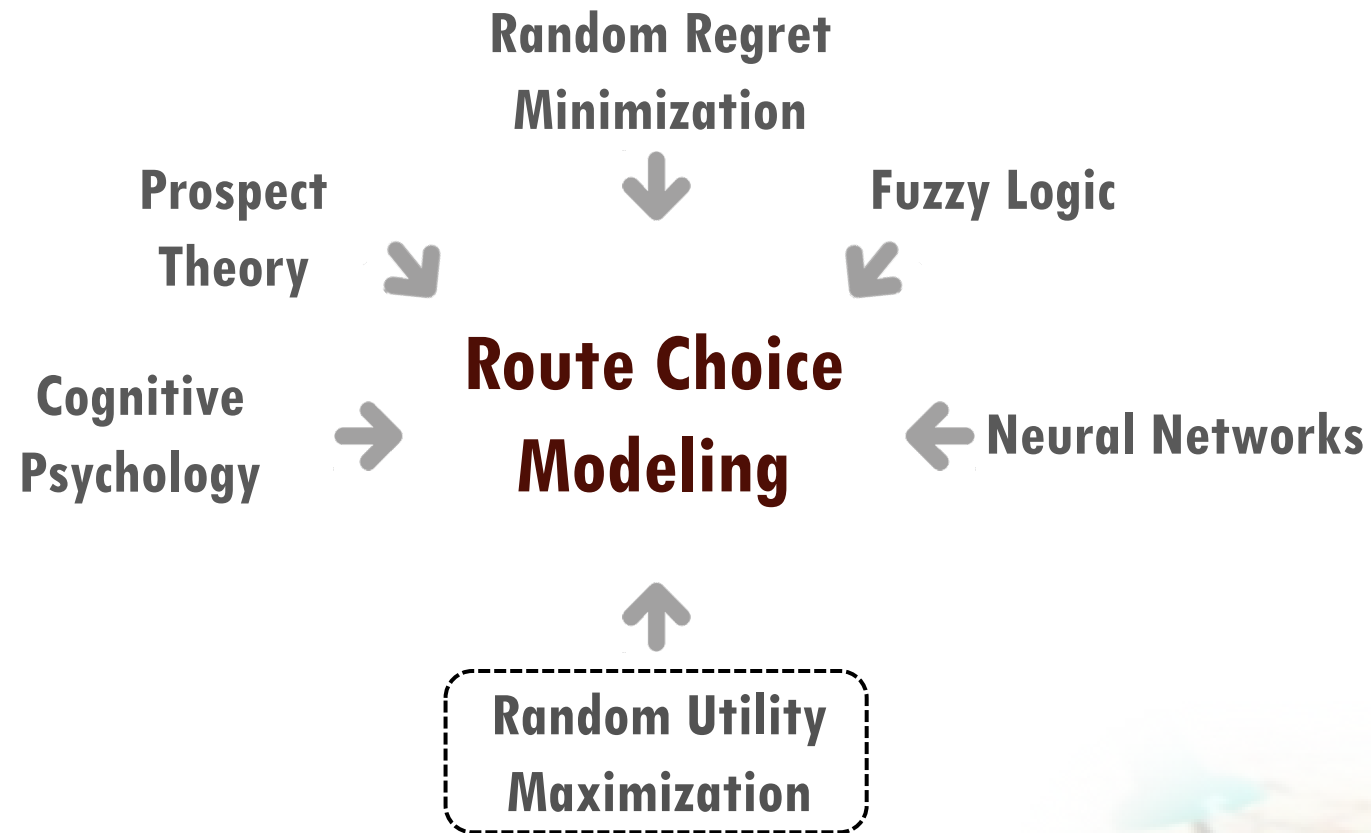 Random Regret
Minimization
Prospect
Theory
Fuzzy Logic
Cognitive
Psychology
Route Choice
Modeling
Neural Networks
Random Utility
Maximization